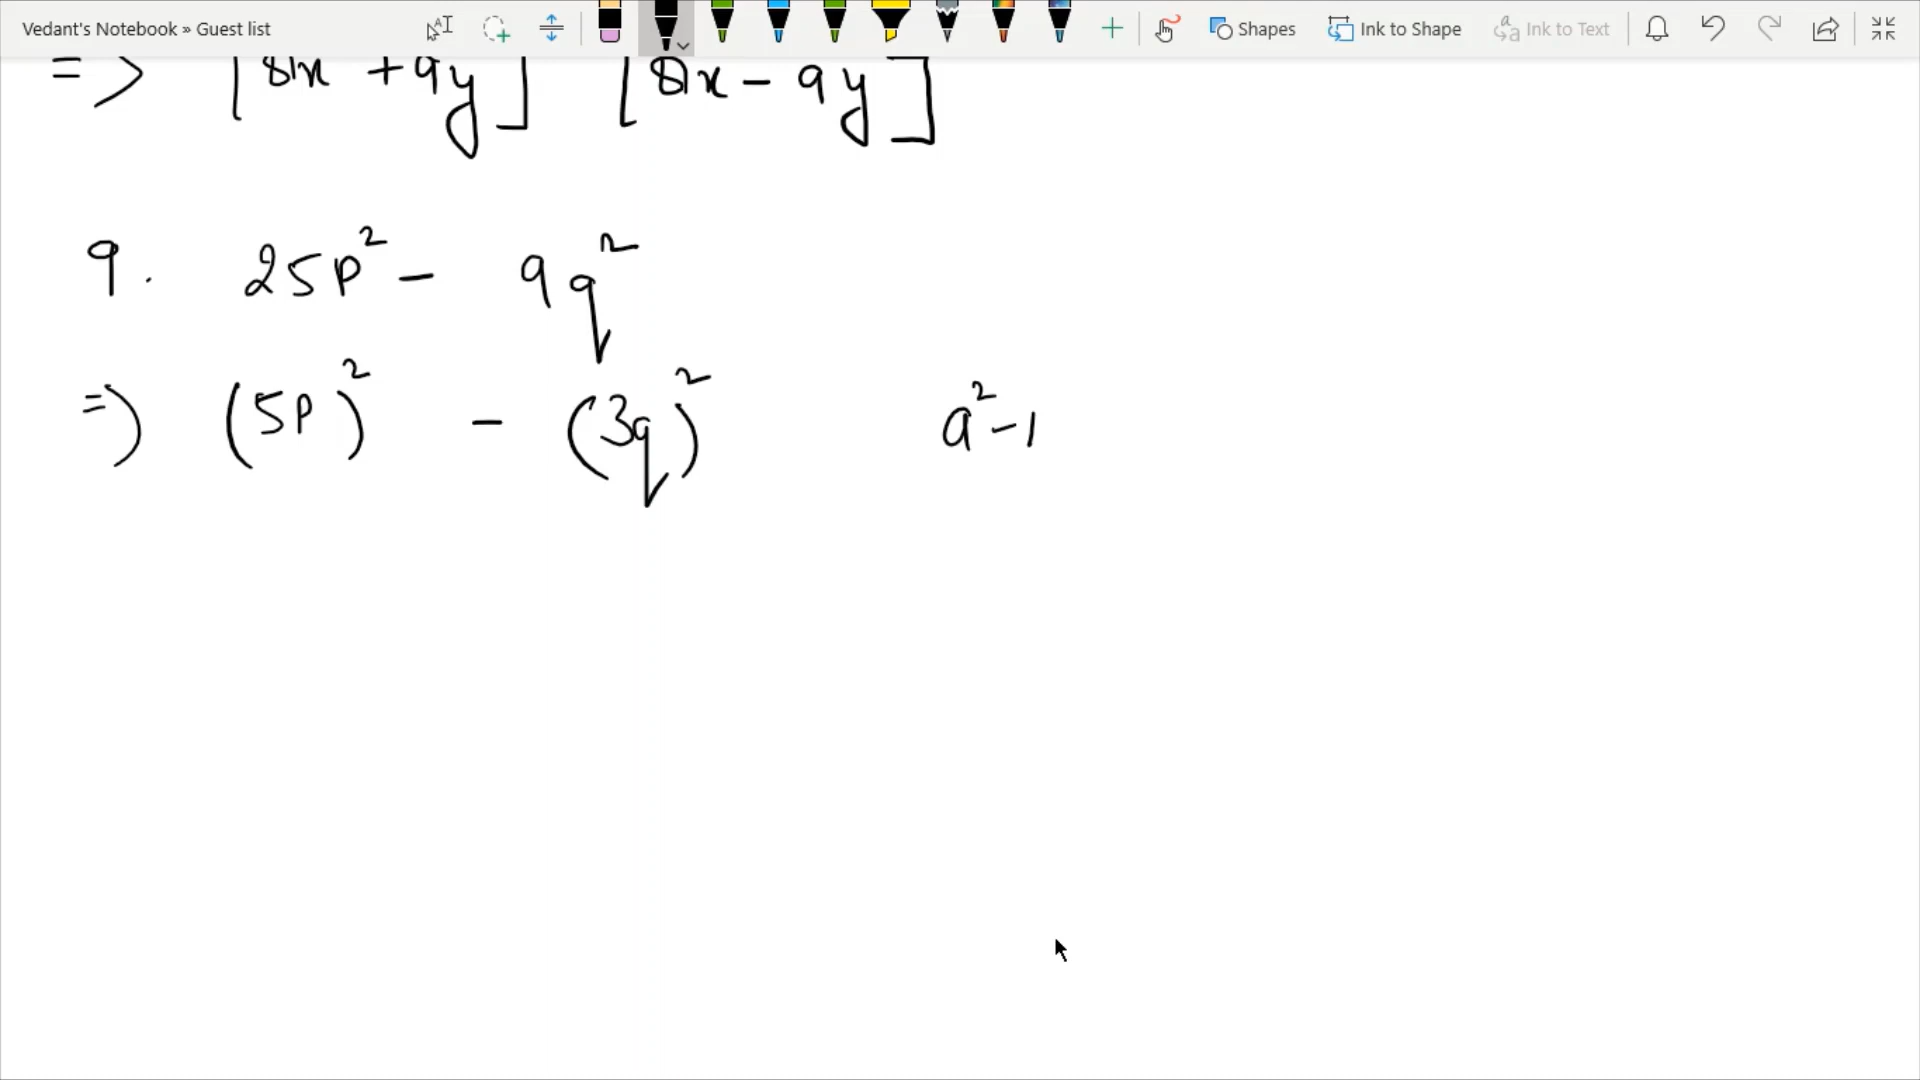 Vedant's Notebook » Guest list Shapes Ink to Shape Ink to Text
=> [8x + 9y] [8x - 9y]
9. 25p² - 9q²
=) (5p)² - (3q)² a² - 1